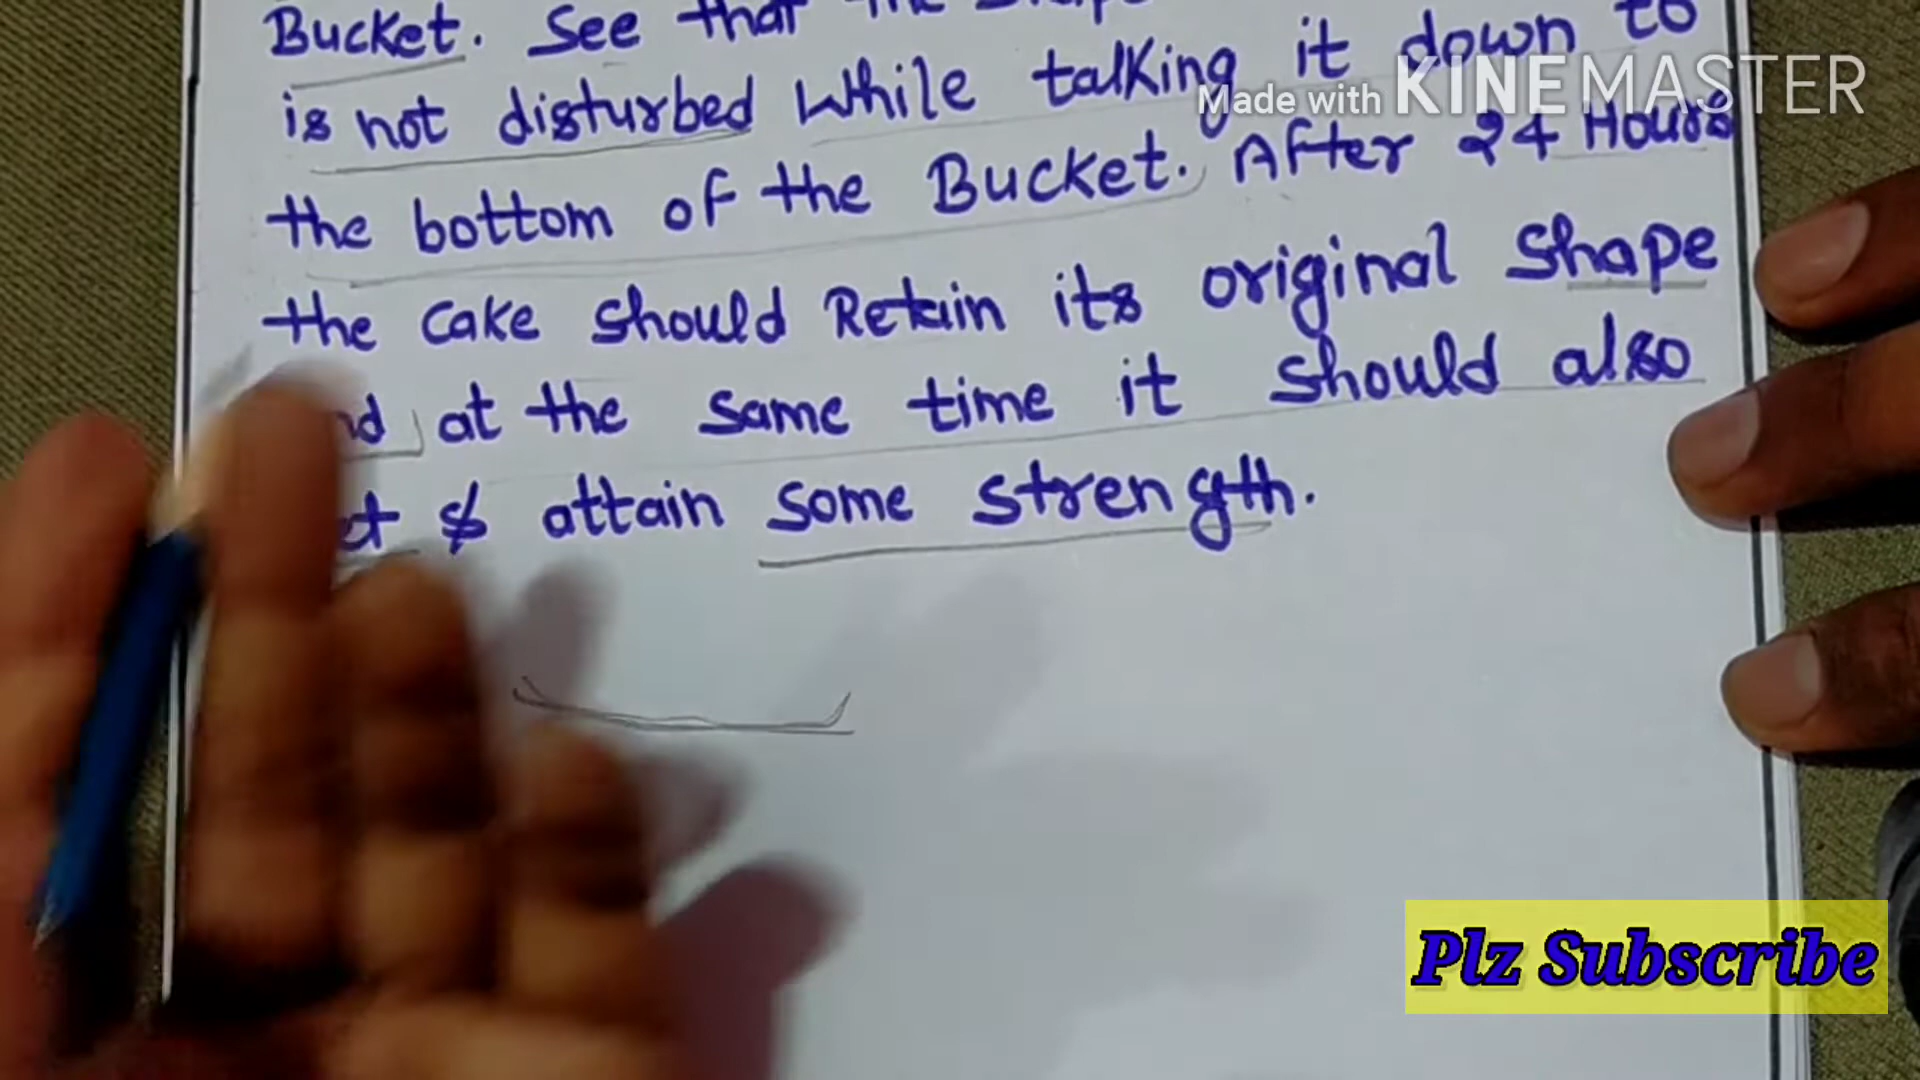 Bucket. See that the Shape
is not disturbed While talking it down to
the bottom of the Bucket. After 24 Hours
the cake should Retain its original Shape
at the same time it should also
$ attain some strength.
Made with KINEMASTER
Plz Subscribe